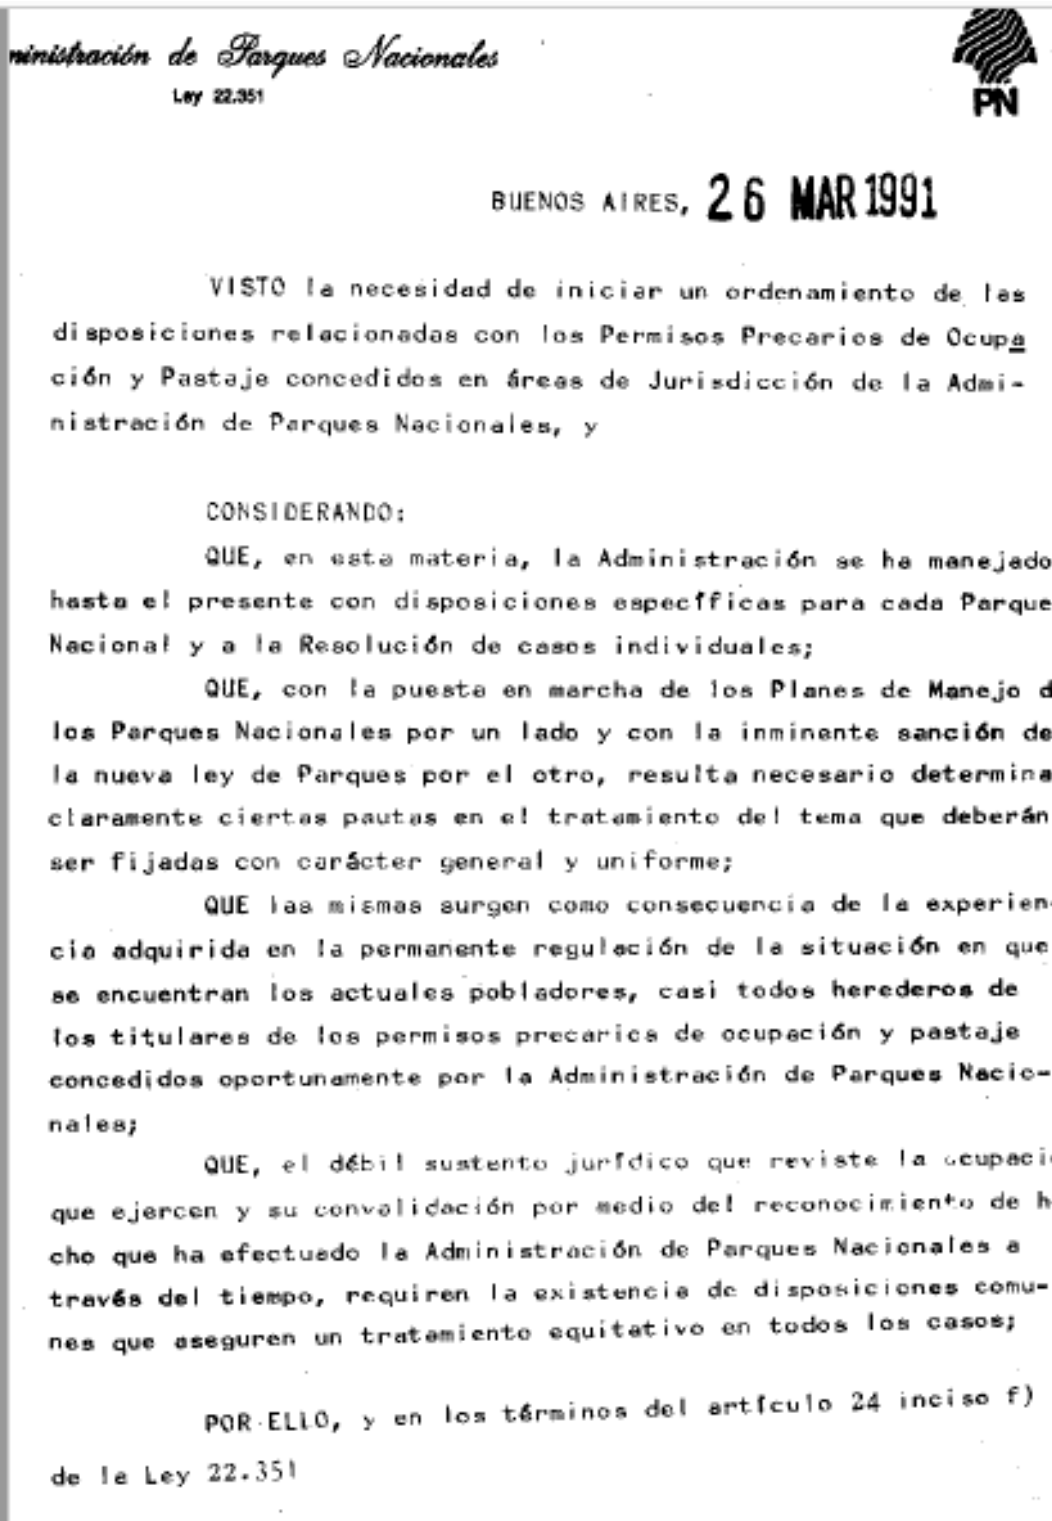 ministración de Parques Nacionales
Ley 22.351
PN
BUENOS AIRES, 26 MAR 1991
VISTO la necesidad de iniciar un ordenamiento de las
disposiciones relacionadas con los Permisos Precarios de Ocupa
ción y Pastaje concedidos en áreas de Jurisdicción de la Admi-
nistración de Parques Nacionales, y
CONSIDERANDO:
QUE, en esta materia, la Administración se ha manejado
hasta el presente con disposiciones específicas para cada Parque
Nacional y a la Resolución de casos individuales;
QUE, con la puesta en marcha de los Planes de Manejo d
los Parques Nacionales por un lado y con la inminente sanción de
la nueva ley de Parques por el otro, resulta necesario determina
claramente ciertas pautas en el tratamiento del tema que deberán
ser fijadas con carácter general y uniforme;
QUE las mismas surgen como consecuencia de la experien-
cia adquirida en la permanente regulación de la situación en que
se encuentran los actuales pobladores, casi todos herederos de
los titulares de los permisos precarios de ocupación y pastaje
concedidos oportunamente por la Administración de Parques Nacio-
nales;
QUE, el débil sustento jurídico que reviste la ocupació
que ejercen y su convalidación por medio del reconocimiento de h
cho que ha efectuado la Administración de Parques Nacionales a
través del tiempo, requiren la existencia de disposiciones comu-
nes que aseguren un tratamiento equitativo en todos los casos;
POR ELLO, y en los términos del artículo 24 inciso f)
de la Ley 22.351